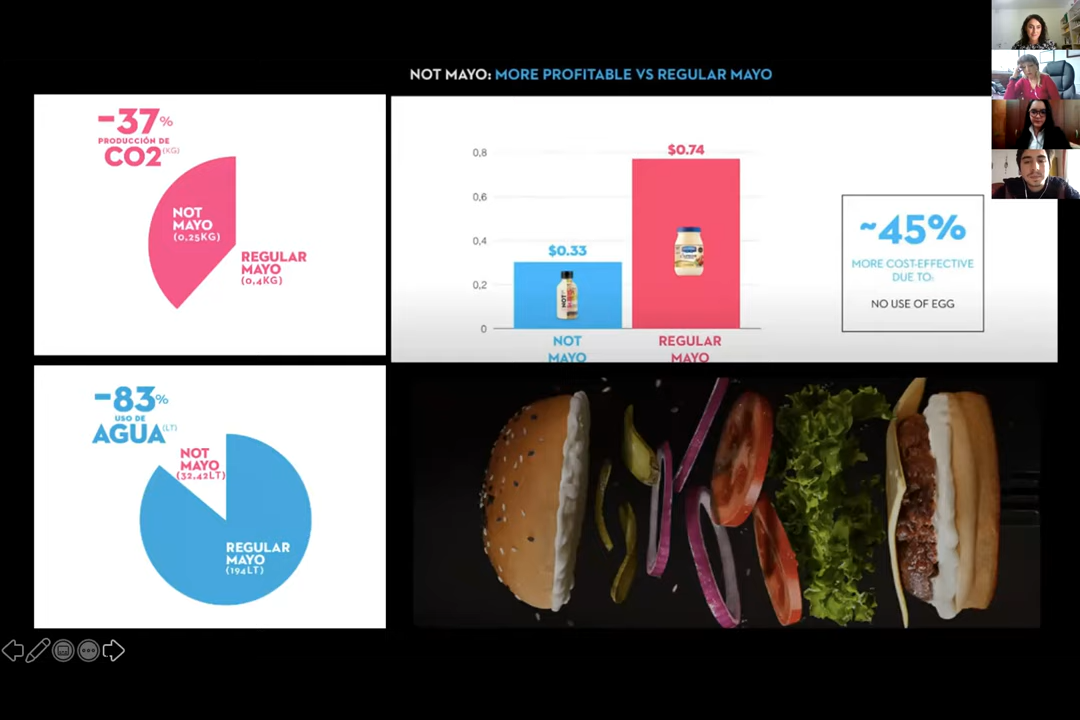 NOT MAYO: MORE PROFITABLE VS REGULAR MAYO
-37%
PRODUCCIÓN DE
CO2(KG)
NOT
MAYO
(0,25KG)
REGULAR
MAYO
(0,4KG)
0,8
0,6
0,4
0,2
0
$0.33
$0.74
NOT
NOT
MAYO
REGULAR
MAYO
~45%
MORE COST-EFFECTIVE
DUE TO:
NO USE OF EGG
-83%
USO DE
AGUA(LT)
NOT
MAYO
(32,42LT)
REGULAR
MAYO
(194LT)